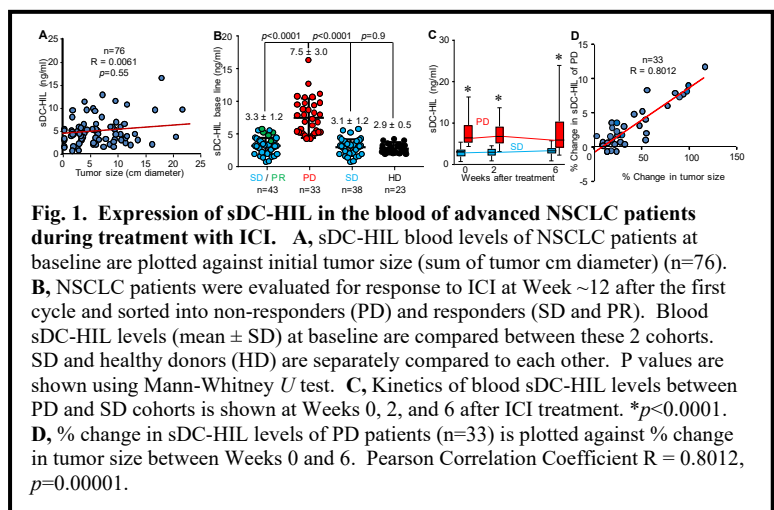 A
n=76
R = 0.0061
p=0.55
sDC-HIL (ng/ml)
25
20
15
10
5
0
0 5 10 15 20 25
Tumor size (cm diameter)
B
p<0.0001 p<0.0001 p=0.9
7.5 ± 3.0
3.3 ± 1.2
3.1 ± 1.2
2.9 ± 0.5
sDC-HIL base line (ng/ml)
20
15
10
5
0
SD / PR PD SD HD
n=43 n=33 n=38 n=23
C
sDC-HIL (ng/ml)
30
20
10
0
* * *
PD
SD
0 2 6
Weeks after treatment
D
n=33
R = 0.8012
% Change in sDC-HIL of PD
15
10
5
0
-5
50 100 150
% Change in tumor size
Fig. 1. Expression of sDC-HIL in the blood of advanced NSCLC patients
during treatment with ICI. A, sDC-HIL blood levels of NSCLC patients at
baseline are plotted against initial tumor size (sum of tumor cm diameter) (n=76).
B, NSCLC patients were evaluated for response to ICI at Week ~12 after the first
cycle and sorted into non-responders (PD) and responders (SD and PR). Blood
sDC-HIL levels (mean ± SD) at baseline are compared between these 2 cohorts.
SD and healthy donors (HD) are separately compared to each other. P values are
shown using Mann-Whitney U test. C, Kinetics of blood sDC-HIL levels between
PD and SD cohorts is shown at Weeks 0, 2, and 6 after ICI treatment. *p<0.0001.
D, % change in sDC-HIL levels of PD patients (n=33) is plotted against % change
in tumor size between Weeks 0 and 6. Pearson Correlation Coefficient R = 0.8012,
p=0.00001.